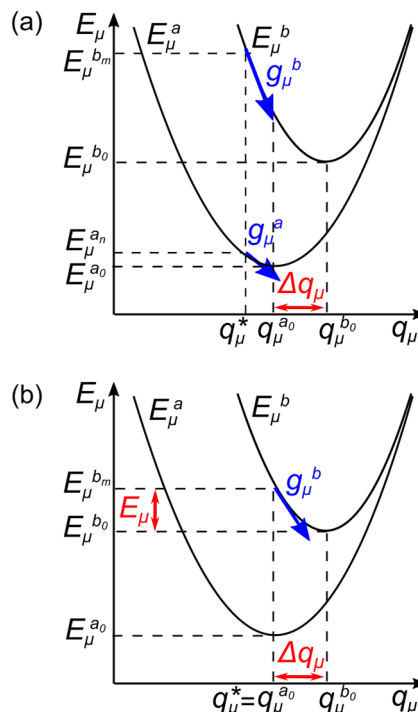 (a)
E_μ
E_μ^a
E_μ^b
E_μ^{b_m}
g_μ^b
E_μ^{b_0}
E_μ^{a_n}
g_μ^a
E_μ^{a_0}
Δq_μ
q_μ*
q_μ^{a_0}
q_μ^{b_0}
q_μ
(b)
E_μ
E_μ^a
E_μ^b
E_μ^{b_m}
g_μ^b
E_μ
E_μ^{b_0}
E_μ^{a_0}
Δq_μ
q_μ*=q_μ^{a_0}
q_μ^{b_0}
q_μ